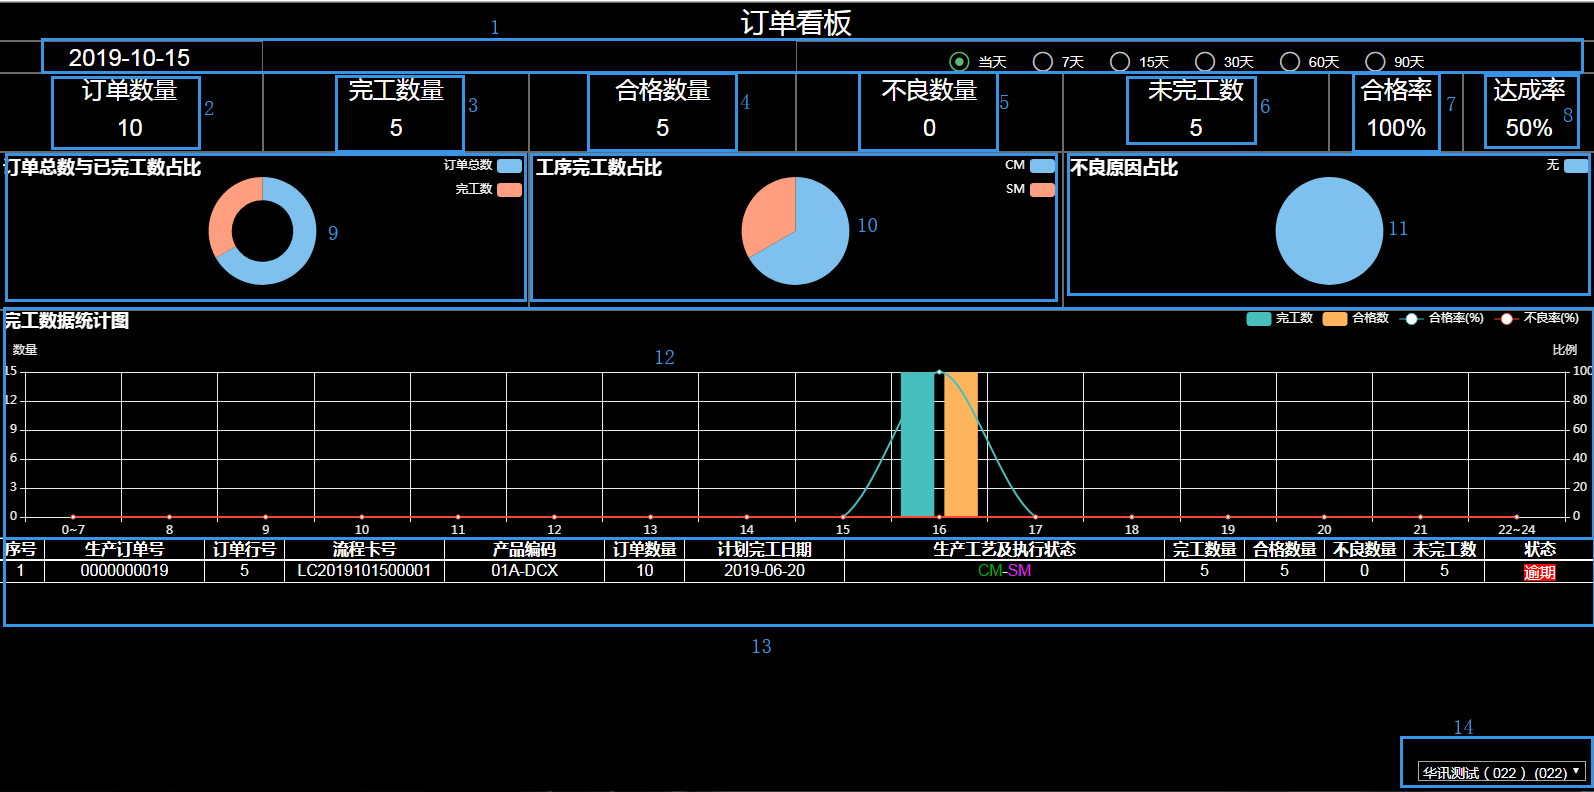 订单看板
1
2019-10-15
当天 7天 15天 30天 60天 90天
订单数量 完工数量 合格数量 不良数量 未完工数 合格率 达成率
10 5 5 0 5 100% 50%
2 3 4 5 6 7 8
订单总数与已完工数占比
订单总数
完工数
9
工序完工数占比
CM
SM
10
不良原因占比
无
11
完工数据统计图
完工数 合格数 合格率(%) 不良率(%)
数量
比例
12
15 100
12 80
9 60
6 40
3 20
0 0
0~7 8 9 10 11 12 13 14 15 16 17 18 19 20 21 22~24
序号 生产订单号 订单行号 流程卡号 产品编码 订单数量 计划完工日期 生产工艺及执行状态 完工数量 合格数量 不良数量 未完工数 状态
1 0000000019 5 LC2019101500001 01A-DCX 10 2019-06-20 CM-SM 5 5 0 5 逾期
13
14
华讯测试（022）(022)